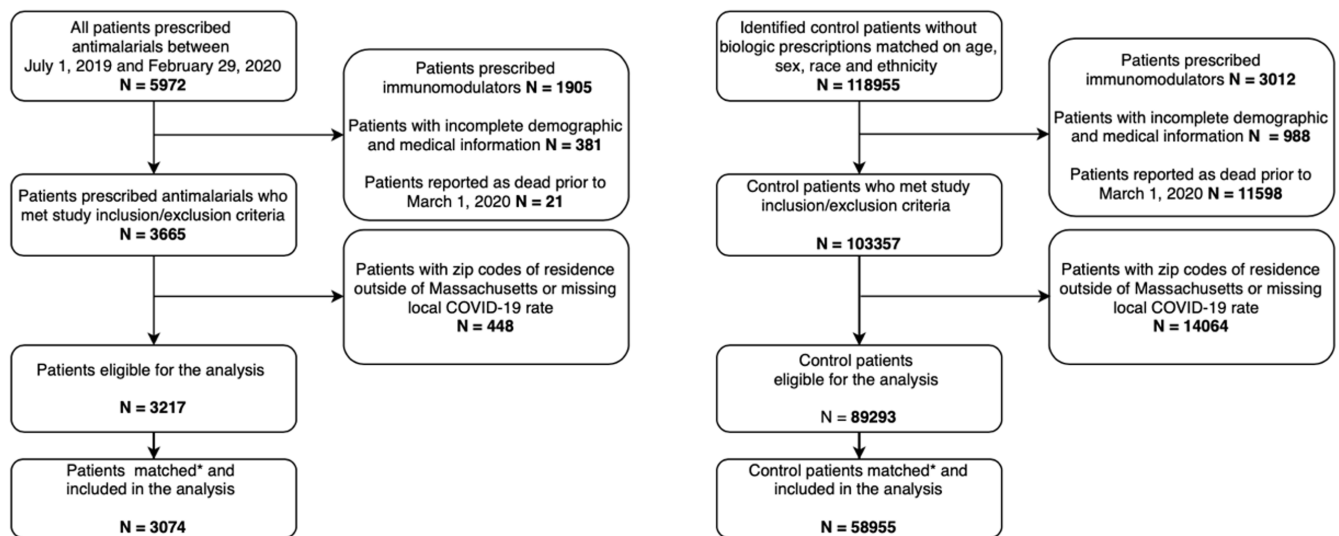 All patients prescribed
antimalarials between
July 1, 2019 and February 29, 2020
N = 5972
Patients prescribed
immunomodulators N = 1905
Patients with incomplete demographic
and medical information N = 381
Patients reported as dead prior to
March 1, 2020 N = 21
Patients prescribed antimalarials who
met study inclusion/exclusion criteria
N = 3665
Patients with zip codes of residence
outside of Massachusetts or missing
local COVID-19 rate
N = 448
Patients eligible for the analysis
N = 3217
Patients matched* and
included in the analysis
N = 3074
Identified control patients without
biologic prescriptions matched on age,
sex, race and ethnicity
N = 118955
Patients prescribed
immunomodulators N = 3012
Patients with incomplete demographic
and medical information N = 988
Patients reported as dead prior to
March 1, 2020 N = 11598
Control patients who met study
inclusion/exclusion criteria
N = 103357
Patients with zip codes of residence
outside of Massachusetts or missing
local COVID-19 rate
N = 14064
Control patients
eligible for the analysis
N = 89293
Control patients matched* and
included in the analysis
N = 58955